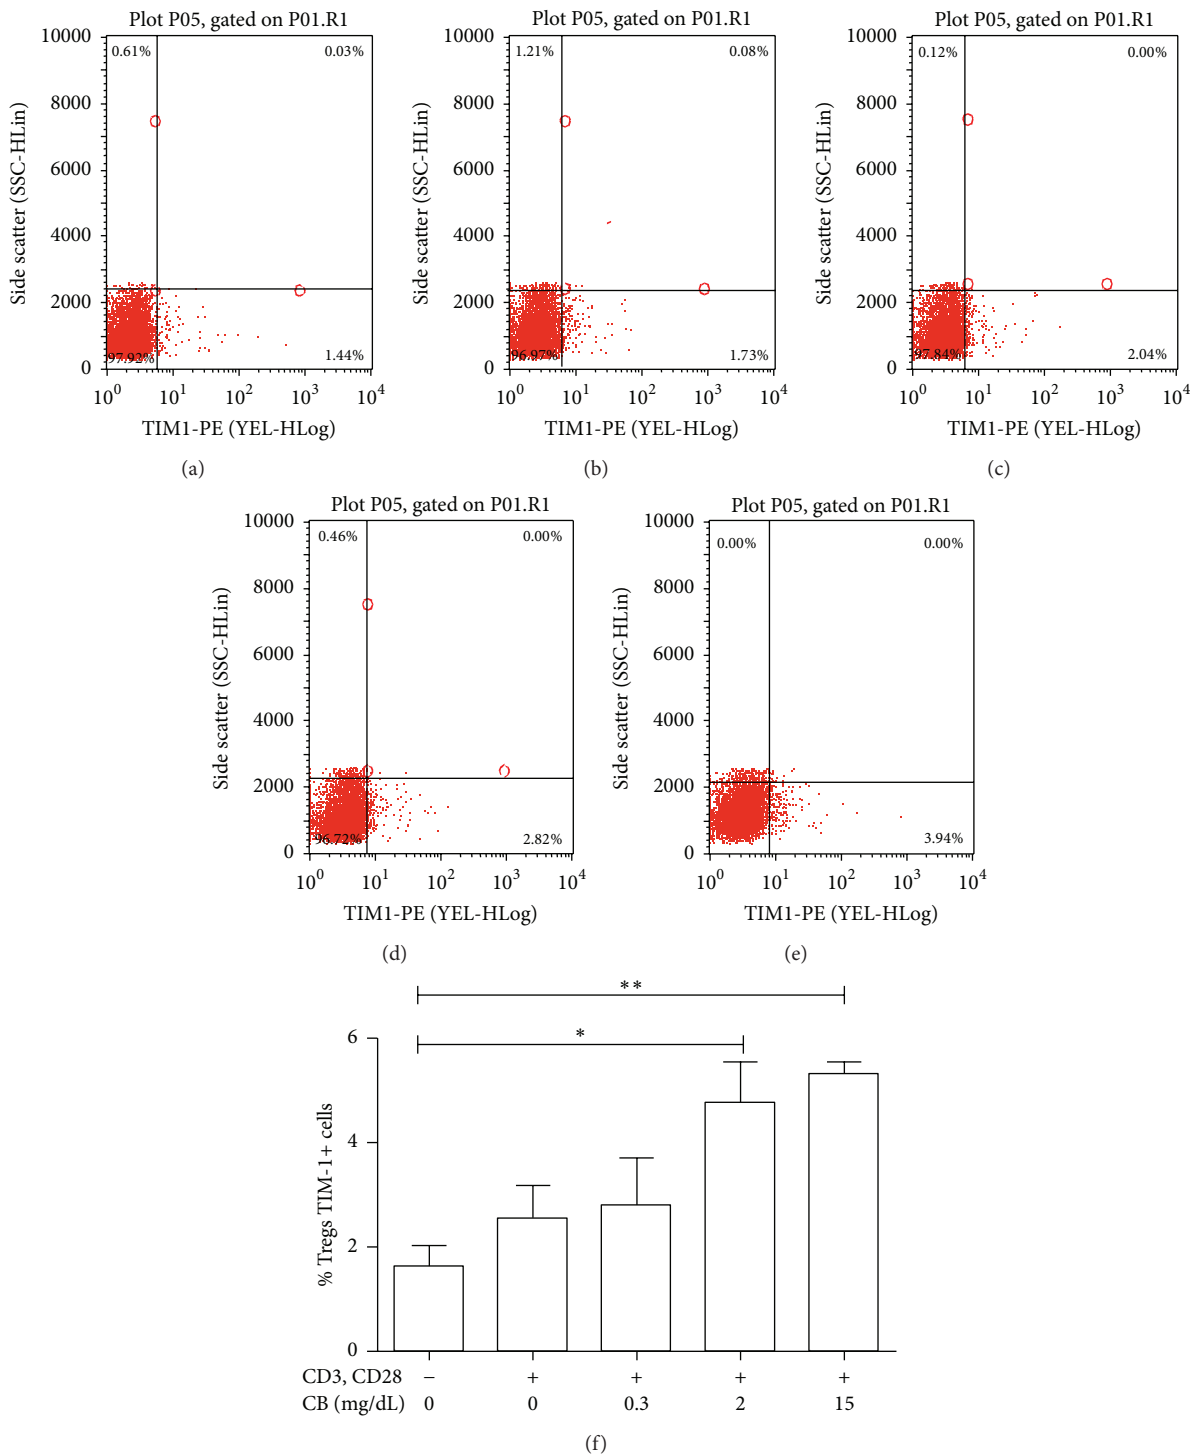 Plot P05, gated on P01.R1
10000
8000
6000
4000
2000
0
Side scatter (SSC-HLin)
0.61%
0.03%
97.92%
1.44%
10^0 10^1 10^2 10^3 10^4
TIM1-PE (YEL-HLog)
(a)
Plot P05, gated on P01.R1
10000
8000
6000
4000
2000
0
Side scatter (SSC-HLin)
1.21%
0.08%
96.97%
1.73%
10^0 10^1 10^2 10^3 10^4
TIM1-PE (YEL-HLog)
(b)
Plot P05, gated on P01.R1
10000
8000
6000
4000
2000
0
Side scatter (SSC-HLin)
0.12%
0.00%
97.84%
2.04%
10^0 10^1 10^2 10^3 10^4
TIM1-PE (YEL-HLog)
(c)
Plot P05, gated on P01.R1
10000
8000
6000
4000
2000
0
Side scatter (SSC-HLin)
0.46%
0.00%
96.72%
2.82%
10^0 10^1 10^2 10^3 10^4
TIM1-PE (YEL-HLog)
(d)
Plot P05, gated on P01.R1
10000
8000
6000
4000
2000
0
Side scatter (SSC-HLin)
0.00%
0.00%
3.94%
10^0 10^1 10^2 10^3 10^4
TIM1-PE (YEL-HLog)
(e)
**
*
6
4
2
0
% Tregs TIM-1+ cells
CD3, CD28 − + + + +
CB (mg/dL) 0 0 0.3 2 15
(f)